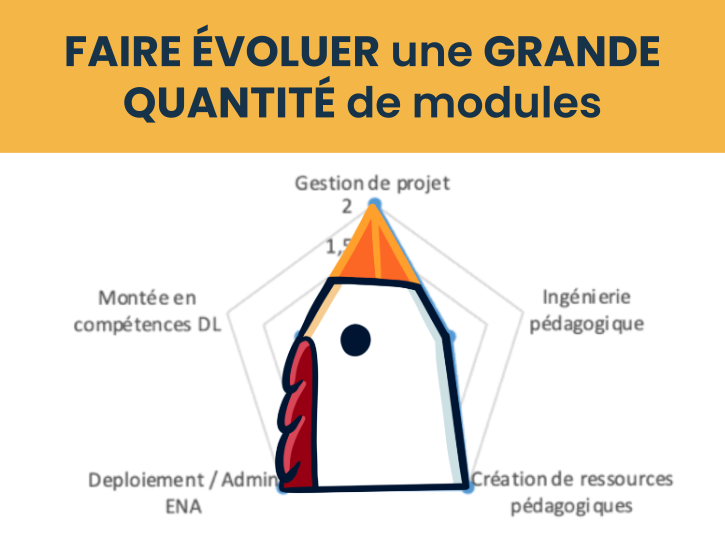 FAIRE ÉVOLUER une GRANDE
QUANTITÉ de modules
Gestion de projet
2
1,5
Montée en
compétences DL
Ingénierie
pédagogique
Deploiement / Admin
ENA
Création de ressources
pédagogiques